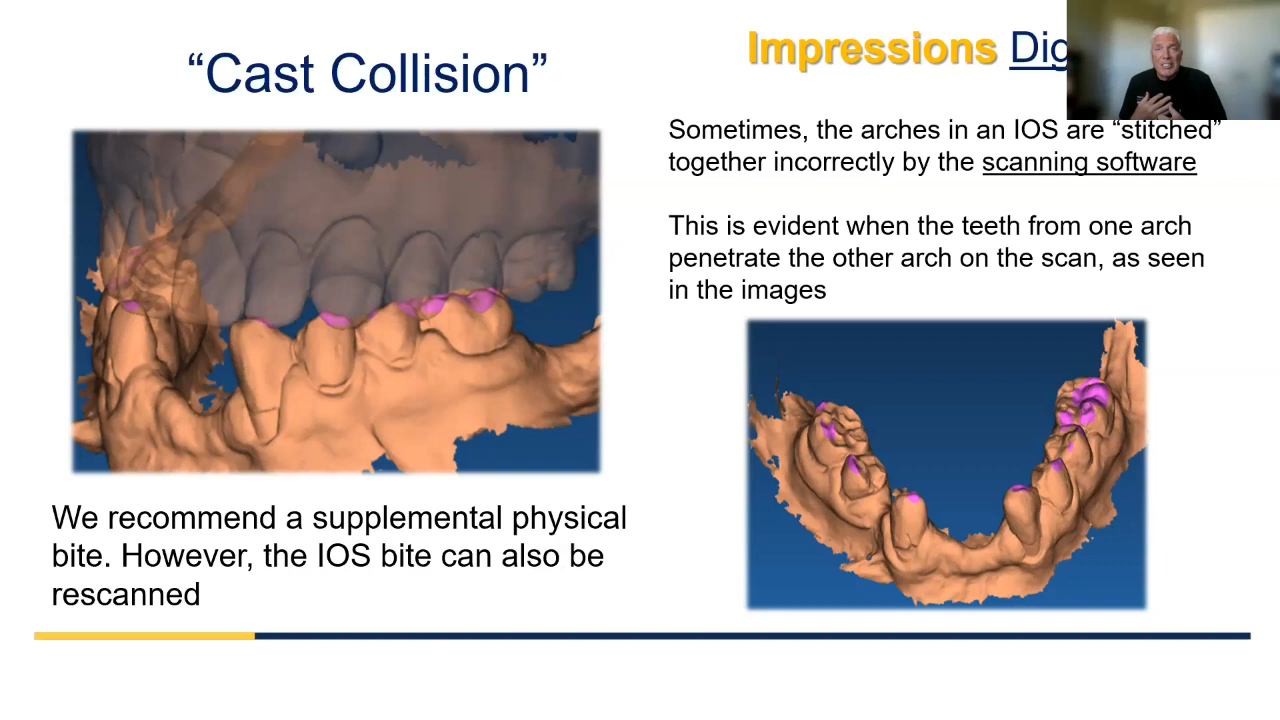 “Cast Collision”
Impressions
Sometimes, the arches in an IOS are “stitched”
together incorrectly by the scanning software
This is evident when the teeth from one arch
penetrate the other arch on the scan, as seen
in the images
We recommend a supplemental physical
bite. However, the IOS bite can also be
rescanned